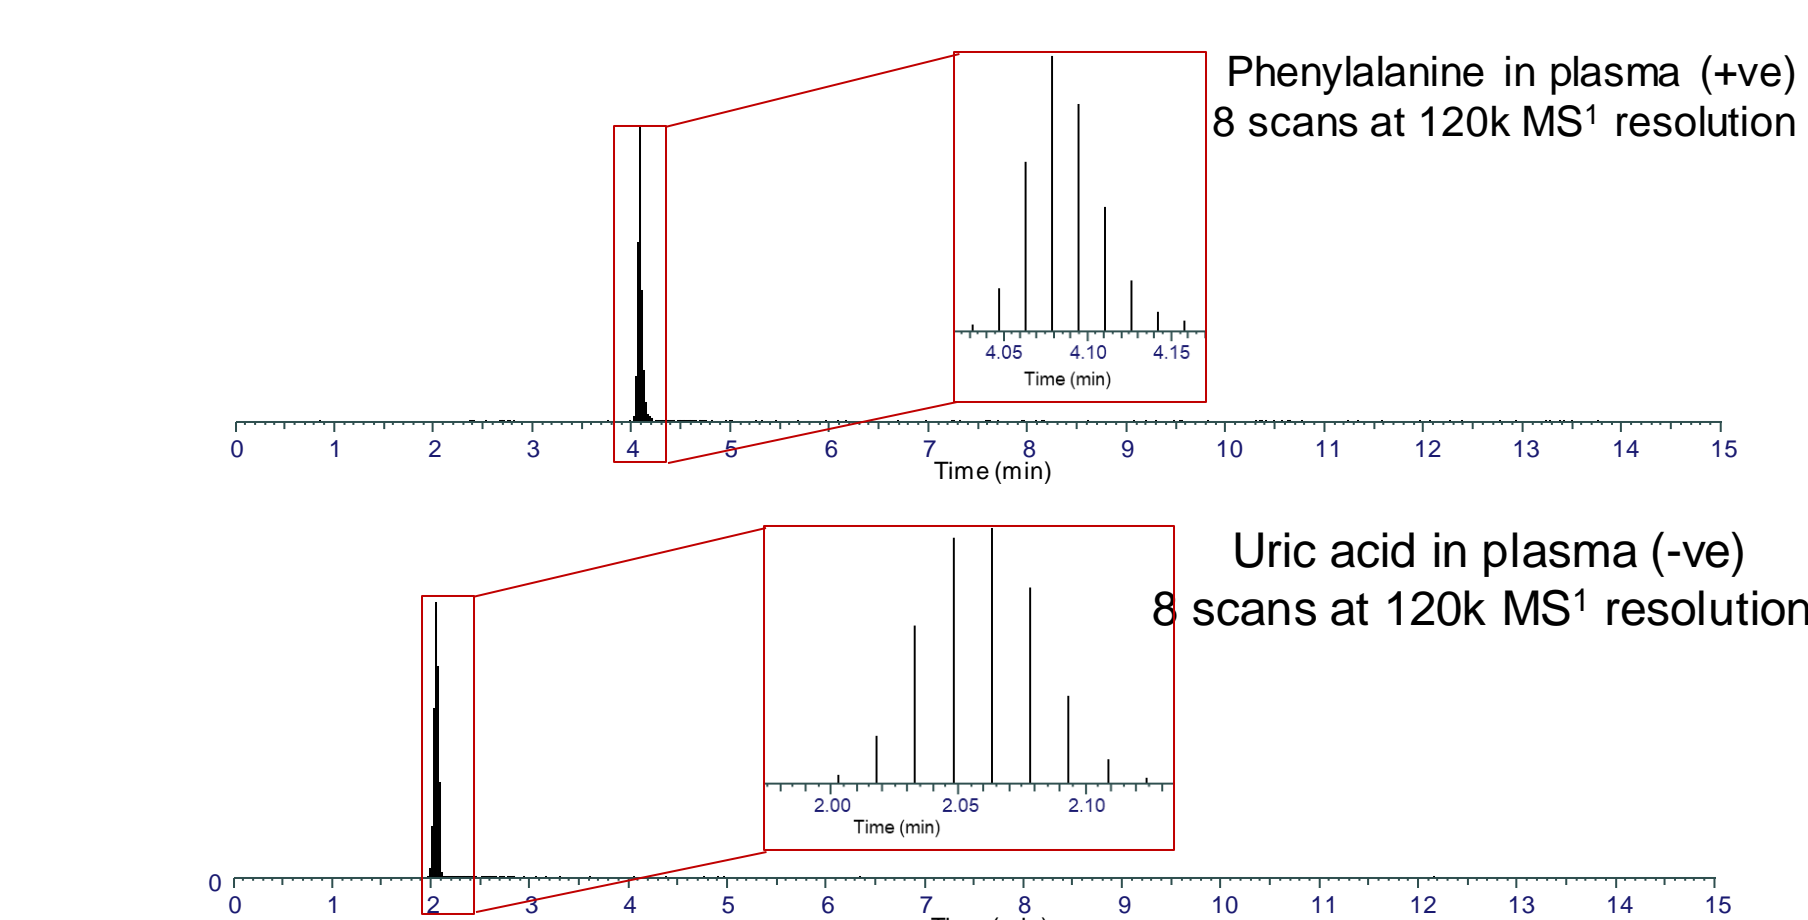 Phenylalanine in plasma (+ve)
8 scans at 120k MS¹ resolution
4.05 4.10 4.15
Time (min)
0 1 2 3 4 5 6 7 8 9 10 11 12 13 14 15
Time (min)
Uric acid in plasma (-ve)
8 scans at 120k MS¹ resolution
2.00 2.05 2.10
Time (min)
0
0 1 2 3 4 5 6 7 8 9 10 11 12 13 14 15